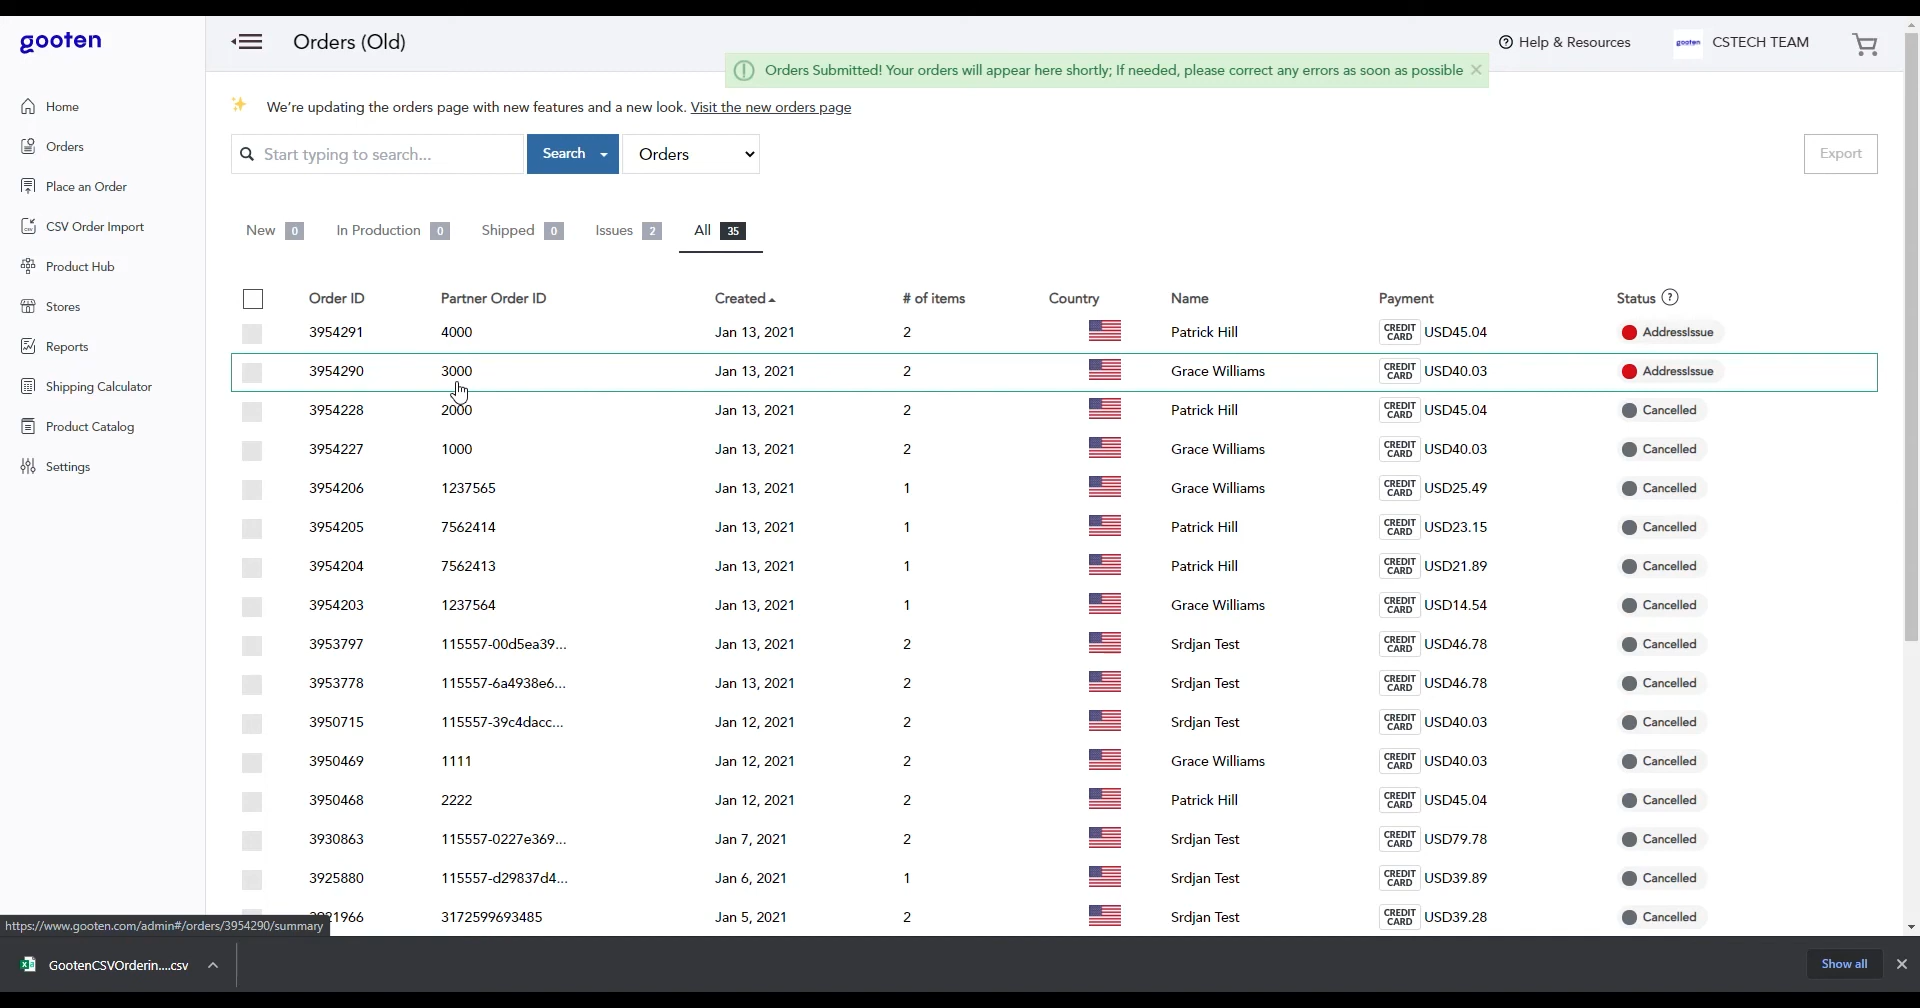 gooten
Orders (Old)
Help & Resources
gooten
CSTECH TEAM
Orders Submitted! Your orders will appear here shortly; If needed, please correct any errors as soon as possible
We're updating the orders page with new features and a new look. Visit the new orders page
Home
Orders
Place an Order
CSV Order Import
Product Hub
Stores
Reports
Shipping Calculator
Product Catalog
Settings
Start typing to search...
Search
Orders
Export
New 0 In Production 0 Shipped 0 Issues 2 All 35
Order ID Partner Order ID Created # of items Country Name Payment Status ?
3954291 4000 Jan 13, 2021 2 Patrick Hill CREDIT CARD USD45.04 AddressIssue
3954290 3000 Jan 13, 2021 2 Grace Williams CREDIT CARD USD40.03 AddressIssue
3954228 2000 Jan 13, 2021 2 Patrick Hill CREDIT CARD USD45.04 Cancelled
3954227 1000 Jan 13, 2021 2 Grace Williams CREDIT CARD USD40.03 Cancelled
3954206 1237565 Jan 13, 2021 1 Grace Williams CREDIT CARD USD25.49 Cancelled
3954205 7562414 Jan 13, 2021 1 Patrick Hill CREDIT CARD USD23.15 Cancelled
3954204 7562413 Jan 13, 2021 1 Patrick Hill CREDIT CARD USD21.89 Cancelled
3954203 1237564 Jan 13, 2021 1 Grace Williams CREDIT CARD USD14.54 Cancelled
3953797 115557-00d5ea39... Jan 13, 2021 2 Srdjan Test CREDIT CARD USD46.78 Cancelled
3953778 115557-6a4938e6... Jan 13, 2021 2 Srdjan Test CREDIT CARD USD46.78 Cancelled
3950715 115557-39c4dacc... Jan 12, 2021 2 Srdjan Test CREDIT CARD USD40.03 Cancelled
3950469 1111 Jan 12, 2021 2 Grace Williams CREDIT CARD USD40.03 Cancelled
3950468 2222 Jan 12, 2021 2 Patrick Hill CREDIT CARD USD45.04 Cancelled
3930863 115557-0227e369... Jan 7, 2021 2 Srdjan Test CREDIT CARD USD79.78 Cancelled
3925880 115557-d29837d4... Jan 6, 2021 1 Srdjan Test CREDIT CARD USD39.89 Cancelled
3172599693485 Jan 5, 2021 2 Srdjan Test CREDIT CARD USD39.28 Cancelled
https://www.gooten.com/admin#/orders/3954290/summary
GootenCSVOrderin....csv
Show all